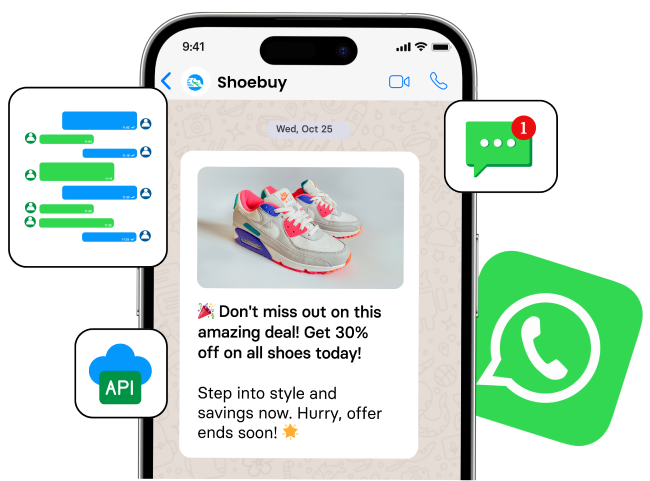 9:41
Shoebuy
1
Wed, Oct 25
🎉 Don't miss out on this
amazing deal! Get 30%
off on all shoes today!
Step into style and
savings now. Hurry, offer
ends soon! 🌟
API